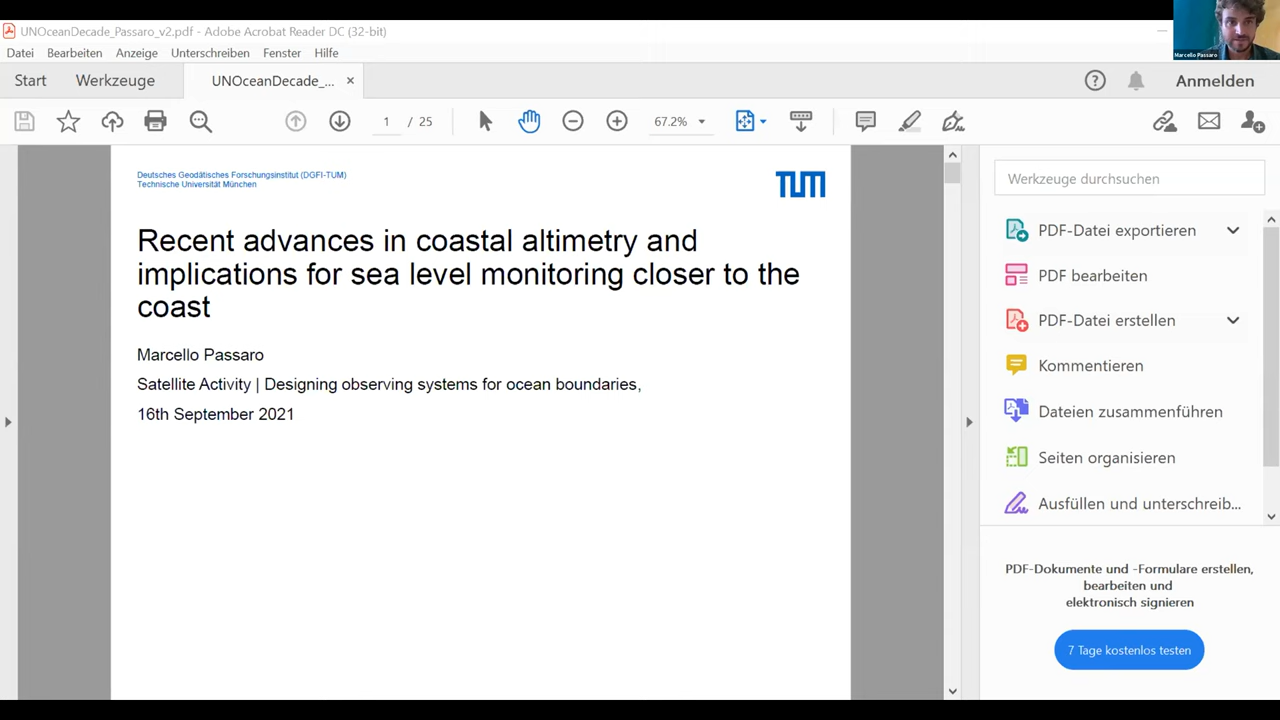 UNOceanDecade_Passaro_v2.pdf - Adobe Acrobat Reader DC (32-bit)
Marcello Passaro
Datei Bearbeiten Anzeige Unterschreiben Fenster Hilfe
Start Werkzeuge UNOceanDecade_... × Anmelden
1 / 25 67.2%
Deutsches Geodätisches Forschungsinstitut (DGFI-TUM)
Technische Universität München
TUM
Recent advances in coastal altimetry and
implications for sea level monitoring closer to the
coast
Marcello Passaro
Satellite Activity | Designing observing systems for ocean boundaries,
16th September 2021
Werkzeuge durchsuchen
PDF-Datei exportieren
PDF bearbeiten
PDF-Datei erstellen
Kommentieren
Dateien zusammenführen
Seiten organisieren
Ausfüllen und unterschreib...
PDF-Dokumente und -Formulare erstellen,
bearbeiten und
elektronisch signieren
7 Tage kostenlos testen